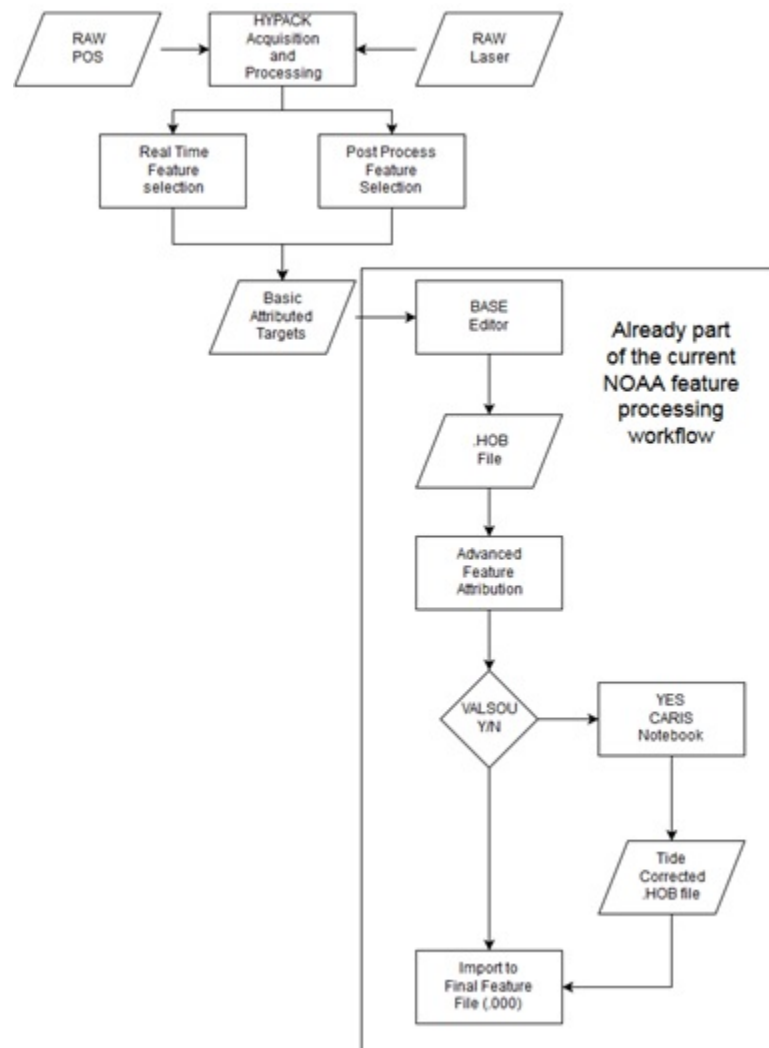 RAW
POS
HYPACK
Acquisition
and
Processing
RAW
Laser
Real Time
Feature
selection
Post Process
Feature
Selection
Basic
Attributed
Targets
BASE
Editor
Already part
of the current
NOAA feature
processing
workflow
.HOB
File
Advanced
Feature
Attribution
VALSOU
Y/N
YES
CARIS
Notebook
Tide
Corrected
.HOB file
Import to
Final Feature
File (.000)